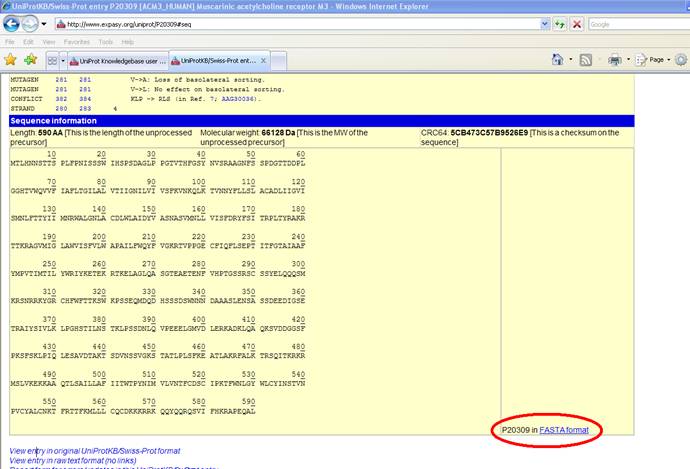 UniProtKB/Swiss-Prot entry P20309 [ACM3_HUMAN] Muscarinic acetylcholine receptor M3 - Windows Internet Explorer
http://www.expasy.org/uniprot/P20309#seq
Google
File Edit View Favorites Tools Help
UniProt Knowledgebase user ... UniProtKB/Swiss-Prot ent... Page
MUTAGEN 281 281 V->A: Loss of basolateral sorting.
MUTAGEN 281 281 V->L: No effect on basolateral sorting.
CONFLICT 382 384 KLP -> RLS (in Ref. 7; AAG30036).
STRAND 280 283 4
Sequence information
Length: 590 AA [This is the length of the unprocessed precursor] Molecular weight: 66128 Da [This is the MW of the unprocessed precursor] CRC64: 5CB473C57B9526E9 [This is a checksum on the sequence]
10 20 30 40 50 60
MTLHNNSTTS PLFPNISSSW IHSPSDAGLP PGTVTHFGSY NVSRAAGNFS SPDGTTDDPL
70 80 90 100 110 120
GGHTVWQVVF IAFLTGILAL VTIIGNILVI VSFKVNKQLK TVNNYFLLSL ACADLIIGVI
130 140 150 160 170 180
SMNLFTTYII MNRWALGNLA CDLWLAIDYV ASNASVMNLL VISFDRYFSI TRPLTYRAKR
190 200 210 220 230 240
TTKRAGVMIG LAWVISFVLW APAILFWQYF VGKRTVPPGE CFIQFLSEPT ITFGTAIAAF
250 260 270 280 290 300
YMPVTIMTIL YWRIYKETEK RTKELAGLQA SGTEAETENF VHPTGSSRSC SSYELQQQSM
310 320 330 340 350 360
KRSNRRKYGR CHFWFTTKSW KPSSEQMDQD HSSSDSWNNN DAAASLENSA SSDEEDIGSE
370 380 390 400 410 420
TRAIYSIVLK LPGHSTILNS TKLPSSDNLQ VPEEELGMVD LERKADKLQA QKSVDDGGSF
430 440 450 460 470 480
PKSFSKLPIQ LESAVDTAKT SDVNSSVGKS TATLPLSFKE ATLAKRFALK TRSQITKRKR
490 500 510 520 530 540
MSLVKEKKAA QTLSAILLAF IITWTPYNIM VLVNTFCDSC IPKTFWNLGY WLCYINSTVN
550 560 570 580 590
PVCYALCNKT FRTTFKMLLL CQCDKKKRRK QQYQQRQSVI FHKRAPEQAL
P20309 in FASTA format
View entry in original UniProtKB/Swiss-Prot format
View entry in raw text format (no links)